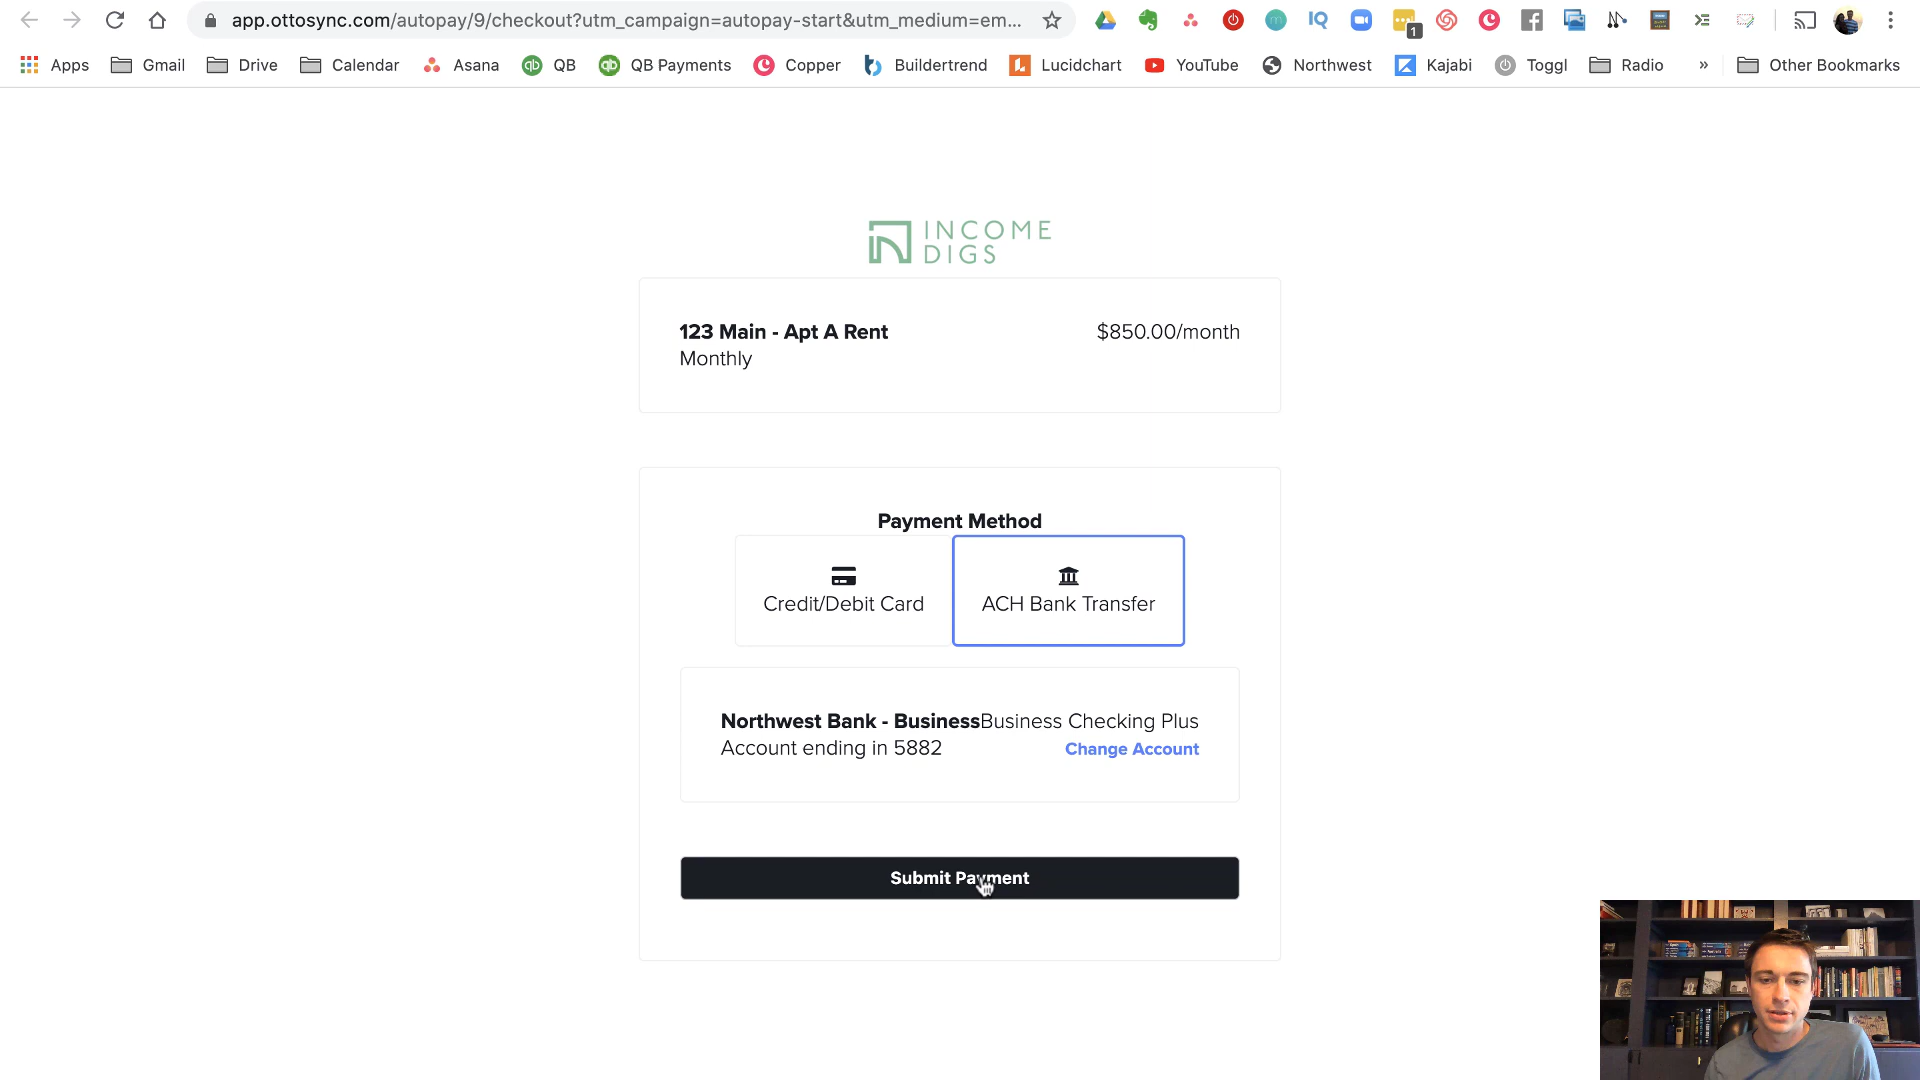 app.ottosync.com/autopay/9/checkout?utm_campaign=autopay-start&utm_medium=em...
1
Apps Gmail Drive Calendar Asana QB QB Payments Copper Buildertrend Lucidchart YouTube Northwest Kajabi Toggl Radio » Other Bookmarks
INCOME
DIGS
123 Main - Apt A Rent $850.00/month
Monthly
Payment Method
Credit/Debit Card ACH Bank Transfer
Northwest Bank - BusinessBusiness Checking Plus
Account ending in 5882 Change Account
Submit Payment